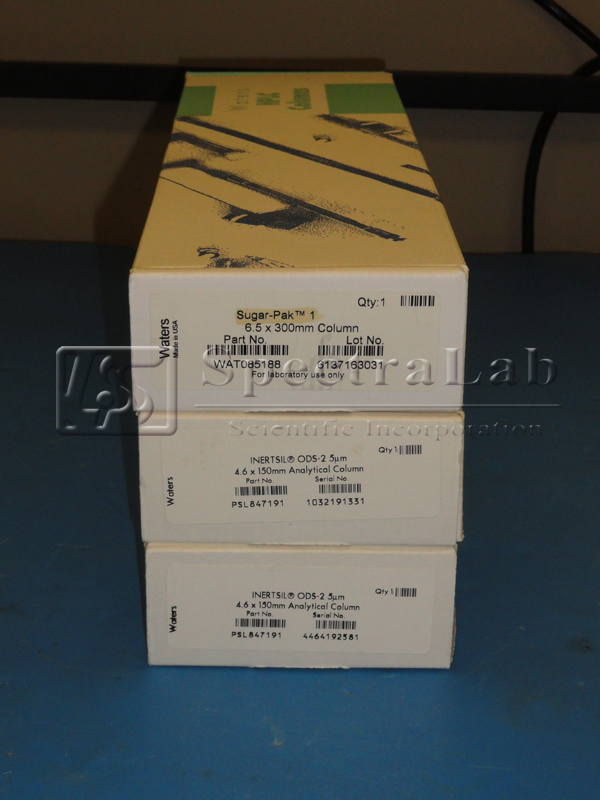 Waters
HPLC
Columns
Qty:1
Sugar-Pak™ 1
6.5 x 300mm Column
Part No. Lot No.
WAT085188 3137163031
For laboratory use only
Waters
Made in USA
SpectraLab
Scientific Incorporation
INERTSIL® ODS-2 5µm
Qty 1
4.6 x 150mm Analytical Column
Part No. Serial No.
PSL847191 1032191331
Waters
INERTSIL® ODS-2 5µm
Qty 1
4.6 x 150mm Analytical Column
Part No. Serial No.
PSL847191 4464192581
Waters